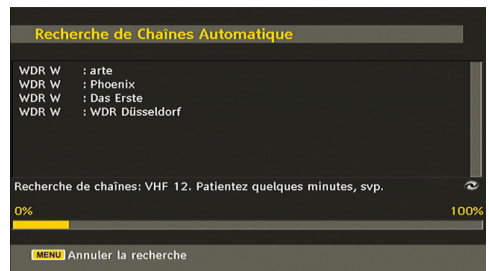 Recherche de Chaînes Automatique
WDR W : arte
WDR W : Phoenix
WDR W : Das Erste
WDR W : WDR Düsseldorf
Recherche de chaînes: VHF 12. Patientez quelques minutes, svp.
0% 100%
MENU Annuler la recherche